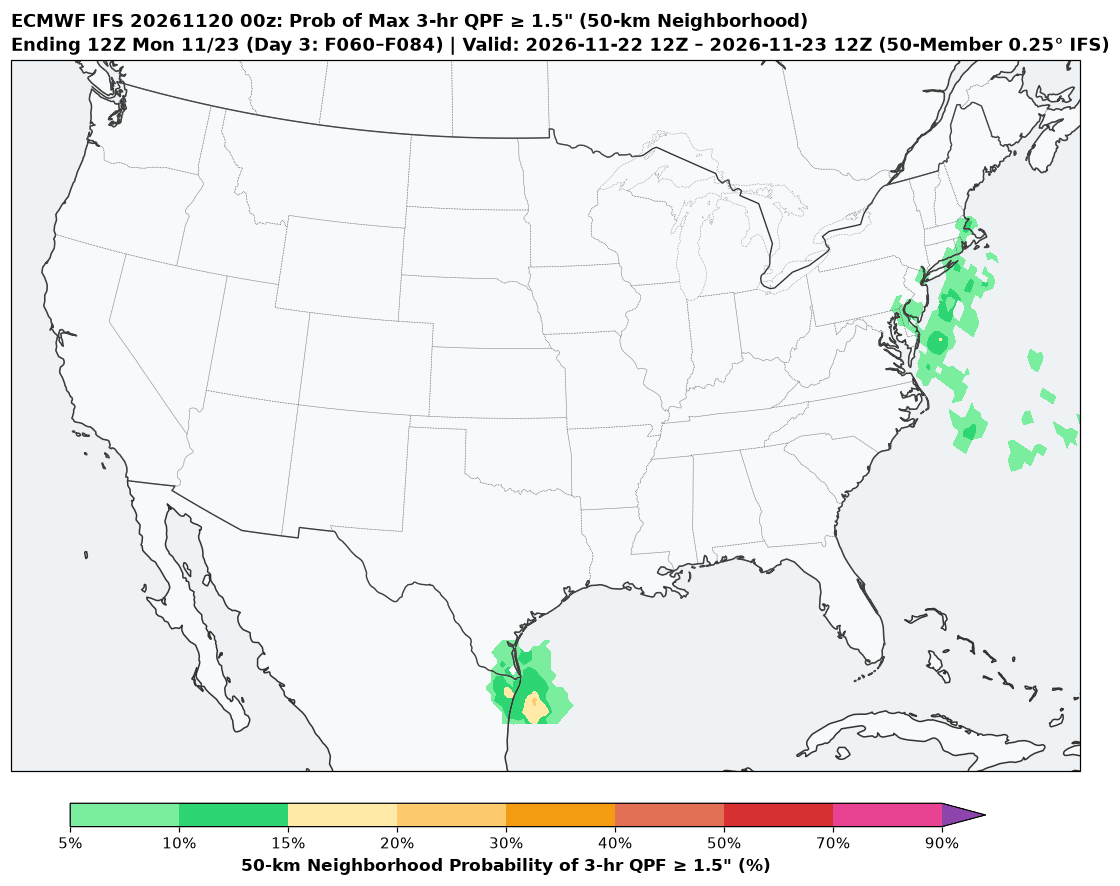 ECMWF IFS 20261120 00z: Prob of Max 3-hr QPF ≥ 1.5" (50-km Neighborhood)
Ending 12Z Mon 11/23 (Day 3: F060–F084) | Valid: 2026-11-22 12Z – 2026-11-23 12Z (50-Member 0.25° IFS)
5% 10% 15% 20% 30% 40% 50% 70% 90%
50-km Neighborhood Probability of 3-hr QPF ≥ 1.5" (%)